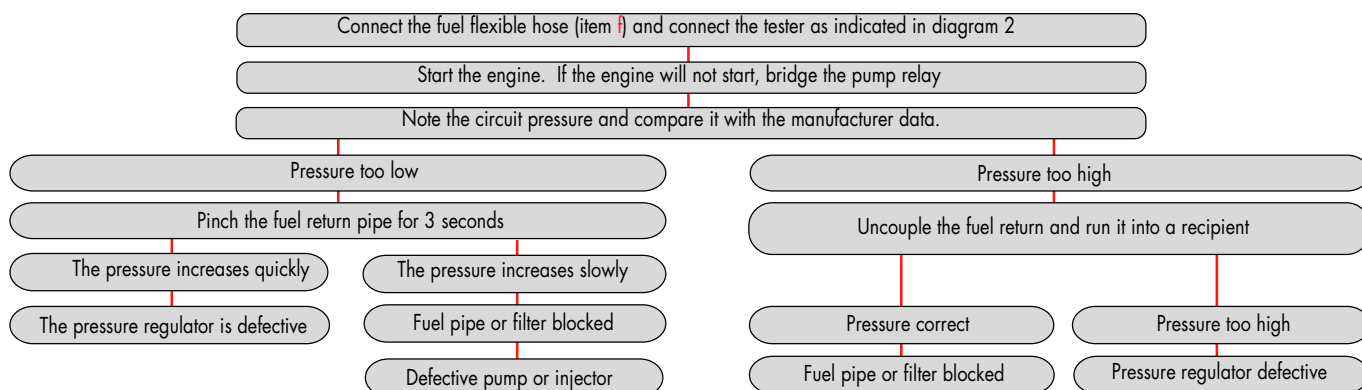 Connect the fuel flexible hose (item f) and connect the tester as indicated in diagram 2
Start the engine. If the engine will not start, bridge the pump relay
Note the circuit pressure and compare it with the manufacturer data.
Pressure too low
Pressure too high
Pinch the fuel return pipe for 3 seconds
Uncouple the fuel return and run it into a recipient
The pressure increases quickly
The pressure increases slowly
The pressure regulator is defective
Fuel pipe or filter blocked
Pressure correct
Pressure too high
Defective pump or injector
Fuel pipe or filter blocked
Pressure regulator defective